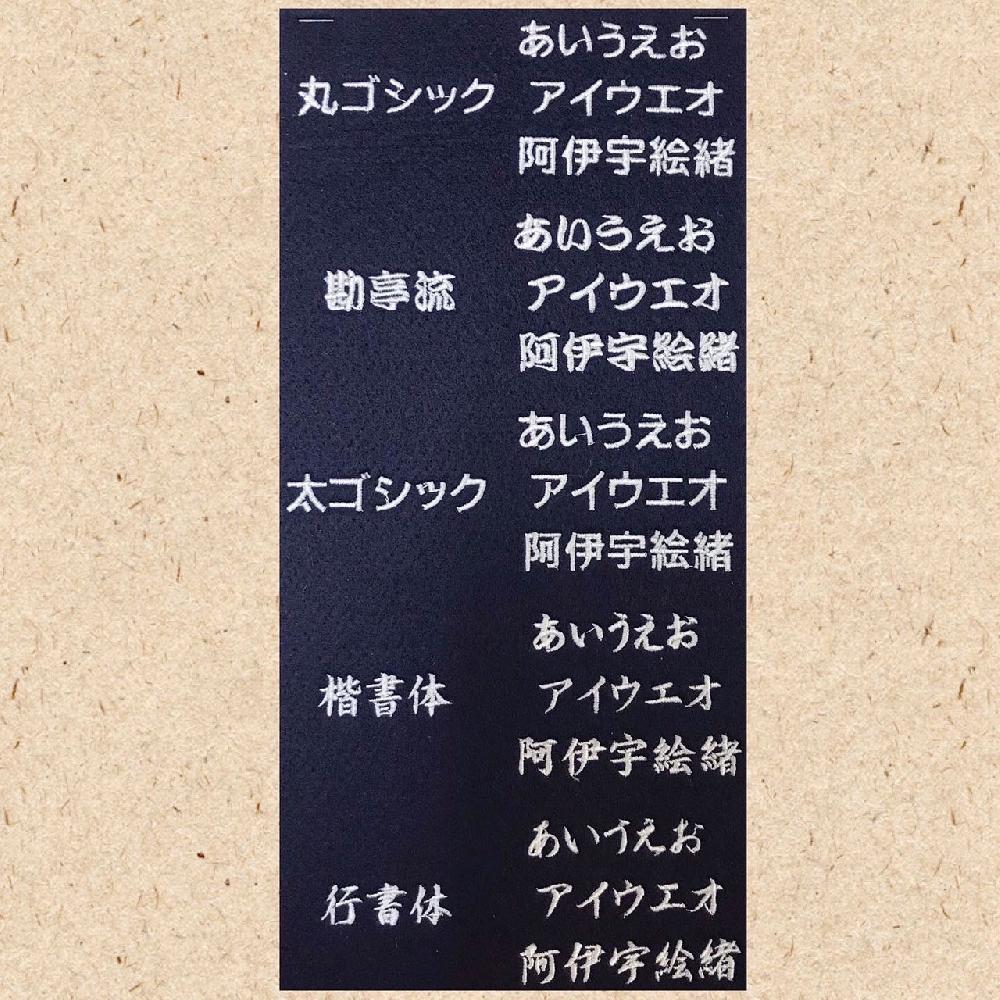 あいうえお
丸ゴシック アイウエオ
阿伊宇絵緒
あいうえお
勘亭流 アイウエオ
阿伊宇絵緒
あいうえお
太ゴシック アイウエオ
阿伊宇絵緒
あいうえお
楷書体 アイウエオ
阿伊宇絵緒
あいうえお
行書体 アイウエオ
阿伊宇絵緒